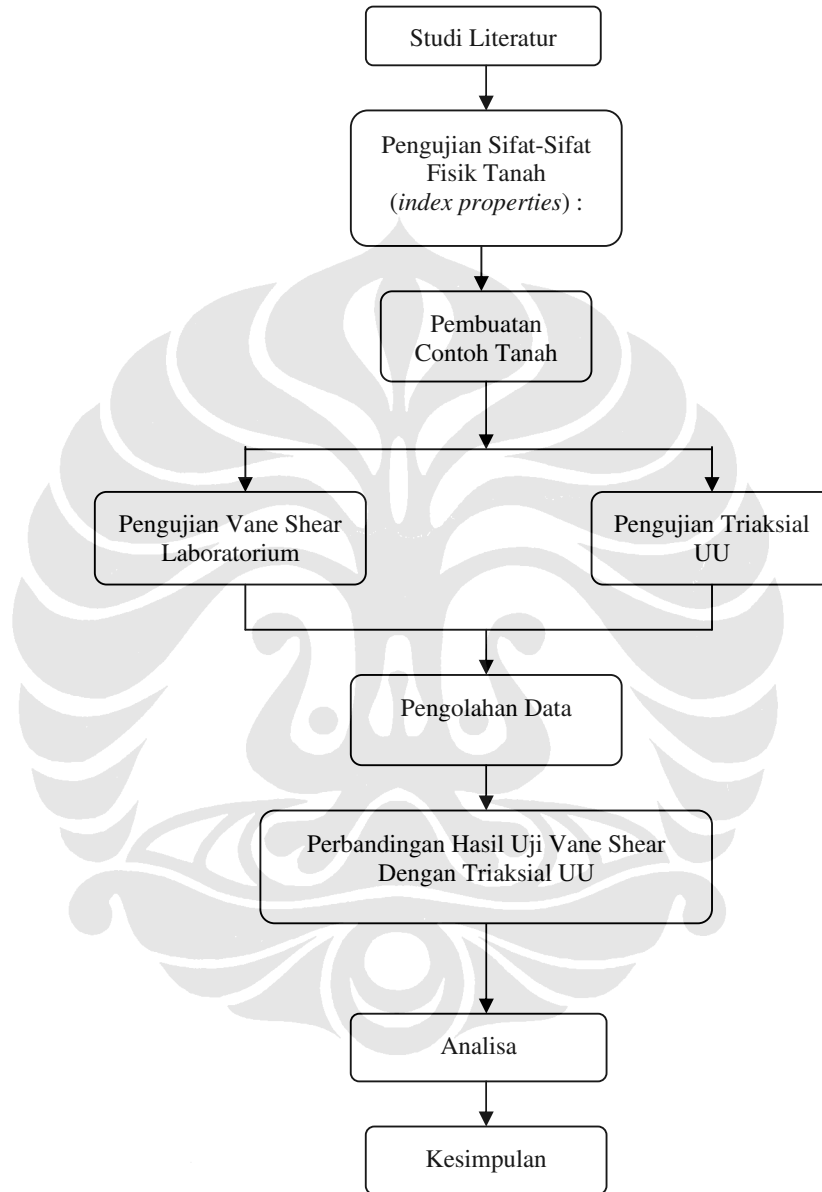 Studi Literatur
Pengujian Sifat-Sifat
Fisik Tanah
(index properties) :
Pembuatan
Contoh Tanah
Pengujian Vane Shear
Laboratorium
Pengujian Triaksial
UU
Pengolahan Data
Perbandingan Hasil Uji Vane Shear
Dengan Triaksial UU
Analisa
Kesimpulan